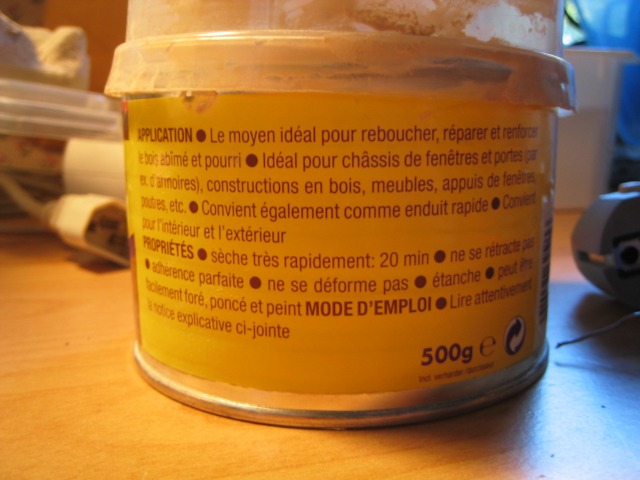 APPLICATION ● Le moyen idéal pour reboucher, réparer et renforcer
le bois abîmé et pourri ● Idéal pour châssis de fenêtres et portes (par
ex. d'armoires), constructions en bois, meubles, appuis de fenêtres,
poutres, etc. ● Convient également comme enduit rapide ● Convient
pour l'intérieur et l'extérieur
PROPRIÉTÉS ● sèche très rapidement: 20 min ● ne se rétracte pas
● adhérence parfaite ● ne se déforme pas ● étanche ● peut être
facilement foré, poncé et peint MODE D'EMPLOI ● Lire attentivement
la notice explicative ci-jointe
500g e